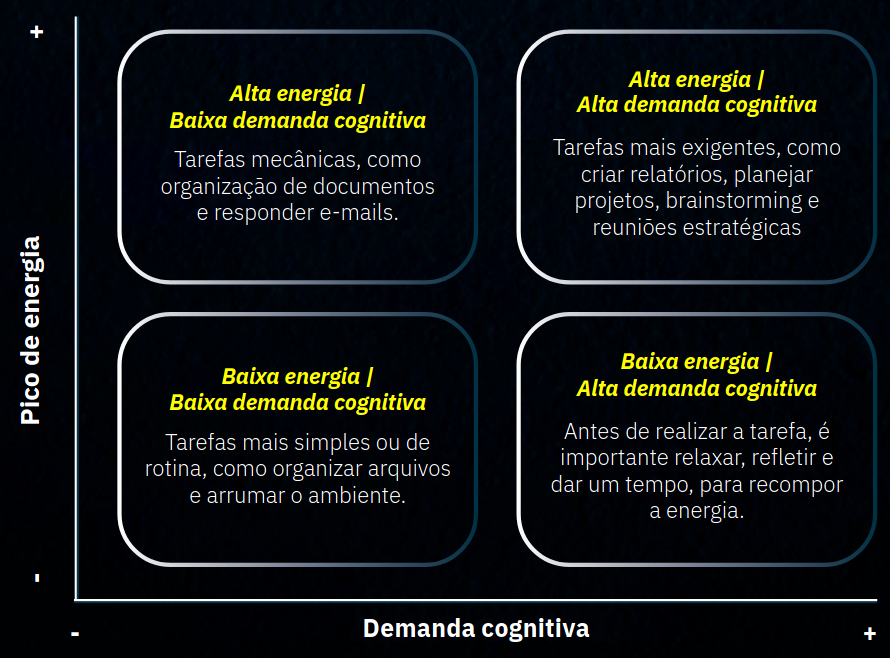 +
Alta energia |
Baixa demanda cognitiva
Tarefas mecânicas, como
organização de documentos
e responder e-mails.
Alta energia |
Alta demanda cognitiva
Tarefas mais exigentes, como
criar relatórios, planejar
projetos, brainstorming e
reuniões estratégicas
Pico de energia
Baixa energia |
Baixa demanda cognitiva
Tarefas mais simples ou de
rotina, como organizar arquivos
e arrumar o ambiente.
Baixa energia |
Alta demanda cognitiva
Antes de realizar a tarefa, é
importante relaxar, refletir e
dar um tempo, para recompor
a energia.
-
-
Demanda cognitiva
+